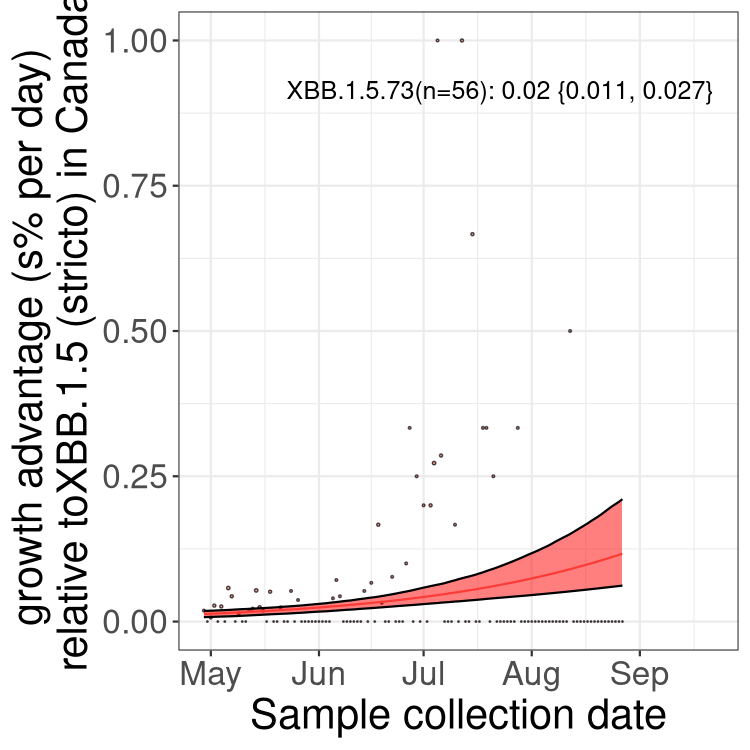 growth advantage (s% per day)
relative toXBB.1.5 (stricto) in Canada
1.00
XBB.1.5.73(n=56): 0.02 {0.011, 0.027}
0.75
0.50
0.25
0.00
May Jun Jul Aug Sep
Sample collection date